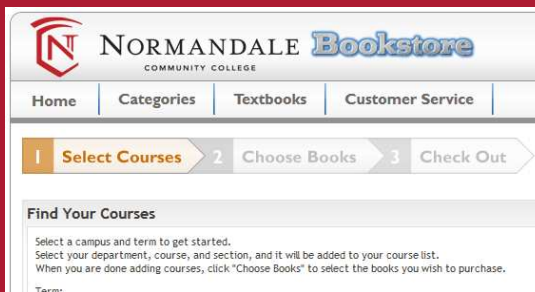 NORMANDALE Bookstore
COMMUNITY COLLEGE
Home Categories Textbooks Customer Service
1 Select Courses 2 Choose Books 3 Check Out
Find Your Courses
Select a campus and term to get started.
Select your department, course, and section, and it will be added to your course list.
When you are done adding courses, click "Choose Books" to select the books you wish to purchase.
Term: